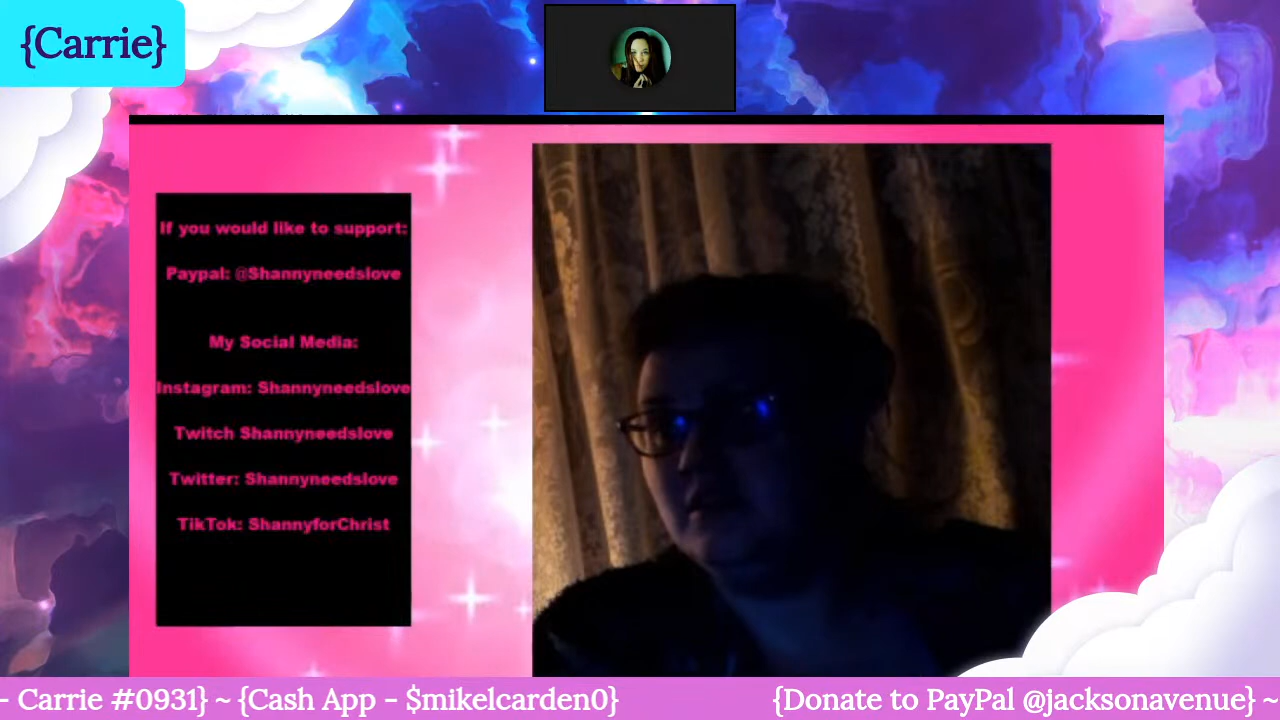 {Carrie}
If you would like to support:
Paypal: @Shannyneedslove
My Social Media:
Instagram: Shannyneedslove
Twitch Shannyneedslove
Twitter: Shannyneedslove
TikTok: ShannyforChrist
- Carrie #0931} ~ {Cash App - $mikelcarden0} {Donate to PayPal @jacksonavenue} ~